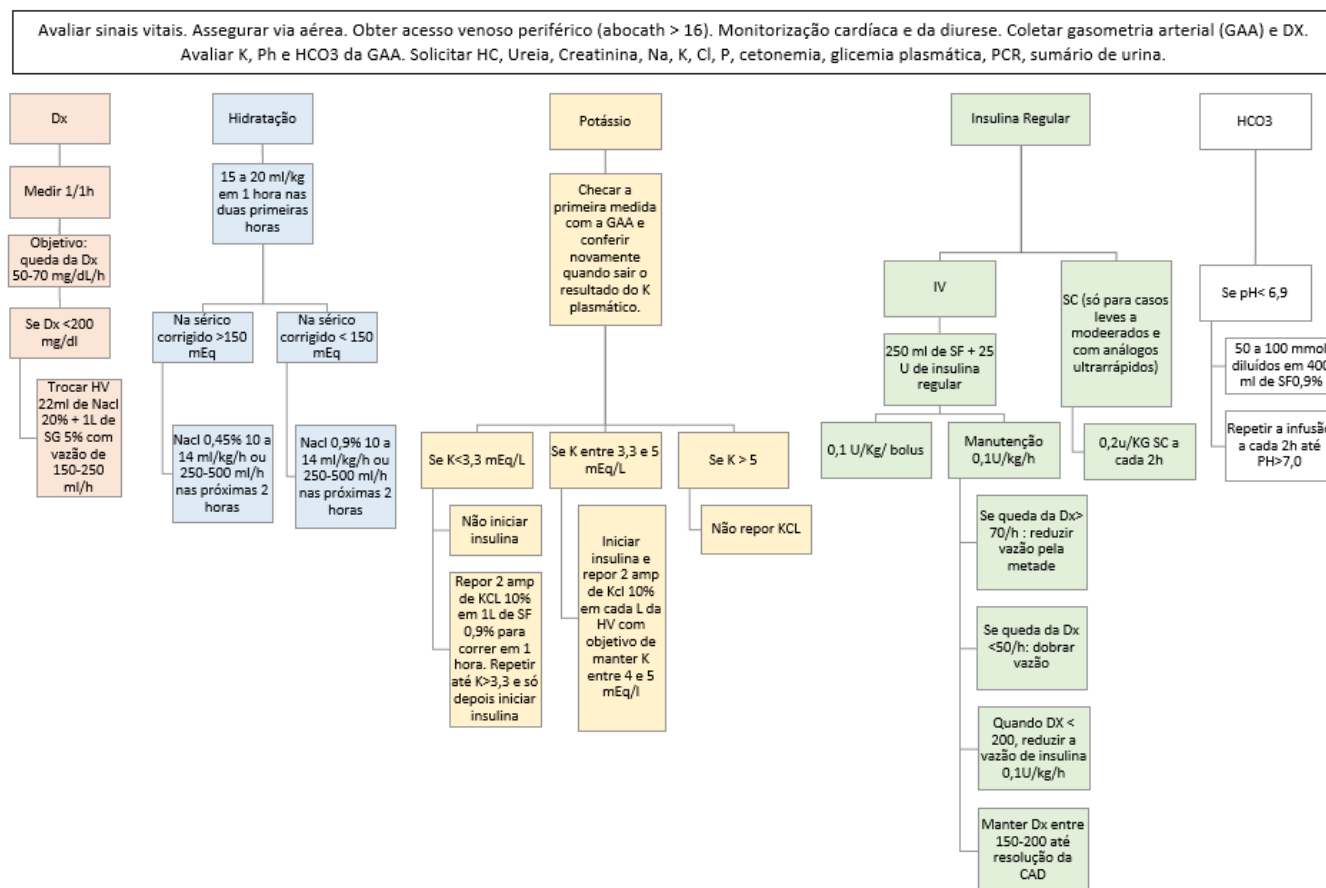 Avaliar sinais vitais. Assegurar via aérea. Obter acesso venoso periférico (abocath > 16). Monitorização cardíaca e da diurese. Coletar gasometria arterial (GAA) e DX.
Avaliar K, Ph e HCO3 da GAA. Solicitar HC, Ureia, Creatinina, Na, K, Cl, P, cetonemia, glicemia plasmática, PCR, sumário de urina.
Dx
Medir 1/1h
Objetivo:
queda da Dx
50-70 mg/dL/h
Se Dx <200
mg/dl
Trocar HV
22ml de Nacl
20% + 1L de
SG 5% com
vazão de
150-250
ml/h
Hidratação
15 a 20 ml/kg
em 1 hora nas
duas primeiras
horas
Na sérico
corrigido >150
mEq
Nacl 0,45% 10 a
14 ml/kg/h ou
250-500 ml/h
nas próximas 2
horas
Na sérico
corrigido < 150
mEq
Nacl 0,9% 10 a
14 ml/kg/h ou
250-500 ml/h
nas próximas 2
horas
Potássio
Checar a
primeira medida
com a GAA e
conferir
novamente
quando sair o
resultado do K
plasmático.
Se K<3,3 mEq/L
Não iniciar
insulina
Repor 2 amp
de KCL 10%
em 1L de SF
0,9% para
correr em 1
hora. Repetir
até K>3,3 e só
depois iniciar
insulina
Se K entre 3,3 e 5
mEq/L
Iniciar
insulina e
repor 2 amp
de Kcl 10%
em cada L da
HV com
objetivo de
manter K
entre 4 e 5
mEq/l
Se K > 5
Não repor KCL
Insulina Regular
IV
250 ml de SF + 25
U de insulina
regular
0,1 U/Kg/ bolus
Manutenção
0,1U/kg/h
Se queda da Dx>
70/h : reduzir
vazão pela
metade
Se queda da Dx
<50/h: dobrar
vazão
Quando DX <
200, reduzir a
vazão de insulina
0,1U/kg/h
Manter Dx entre
150-200 até
resolução da
CAD
SC (só para casos
leves a
modeerados e
com análogos
ultrarrápidos)
0,2u/KG SC a
cada 2h
HCO3
Se pH< 6,9
50 a 100 mmol
diluídos em 400
ml de SF0,9%
Repetir a infusão
a cada 2h até
PH>7,0